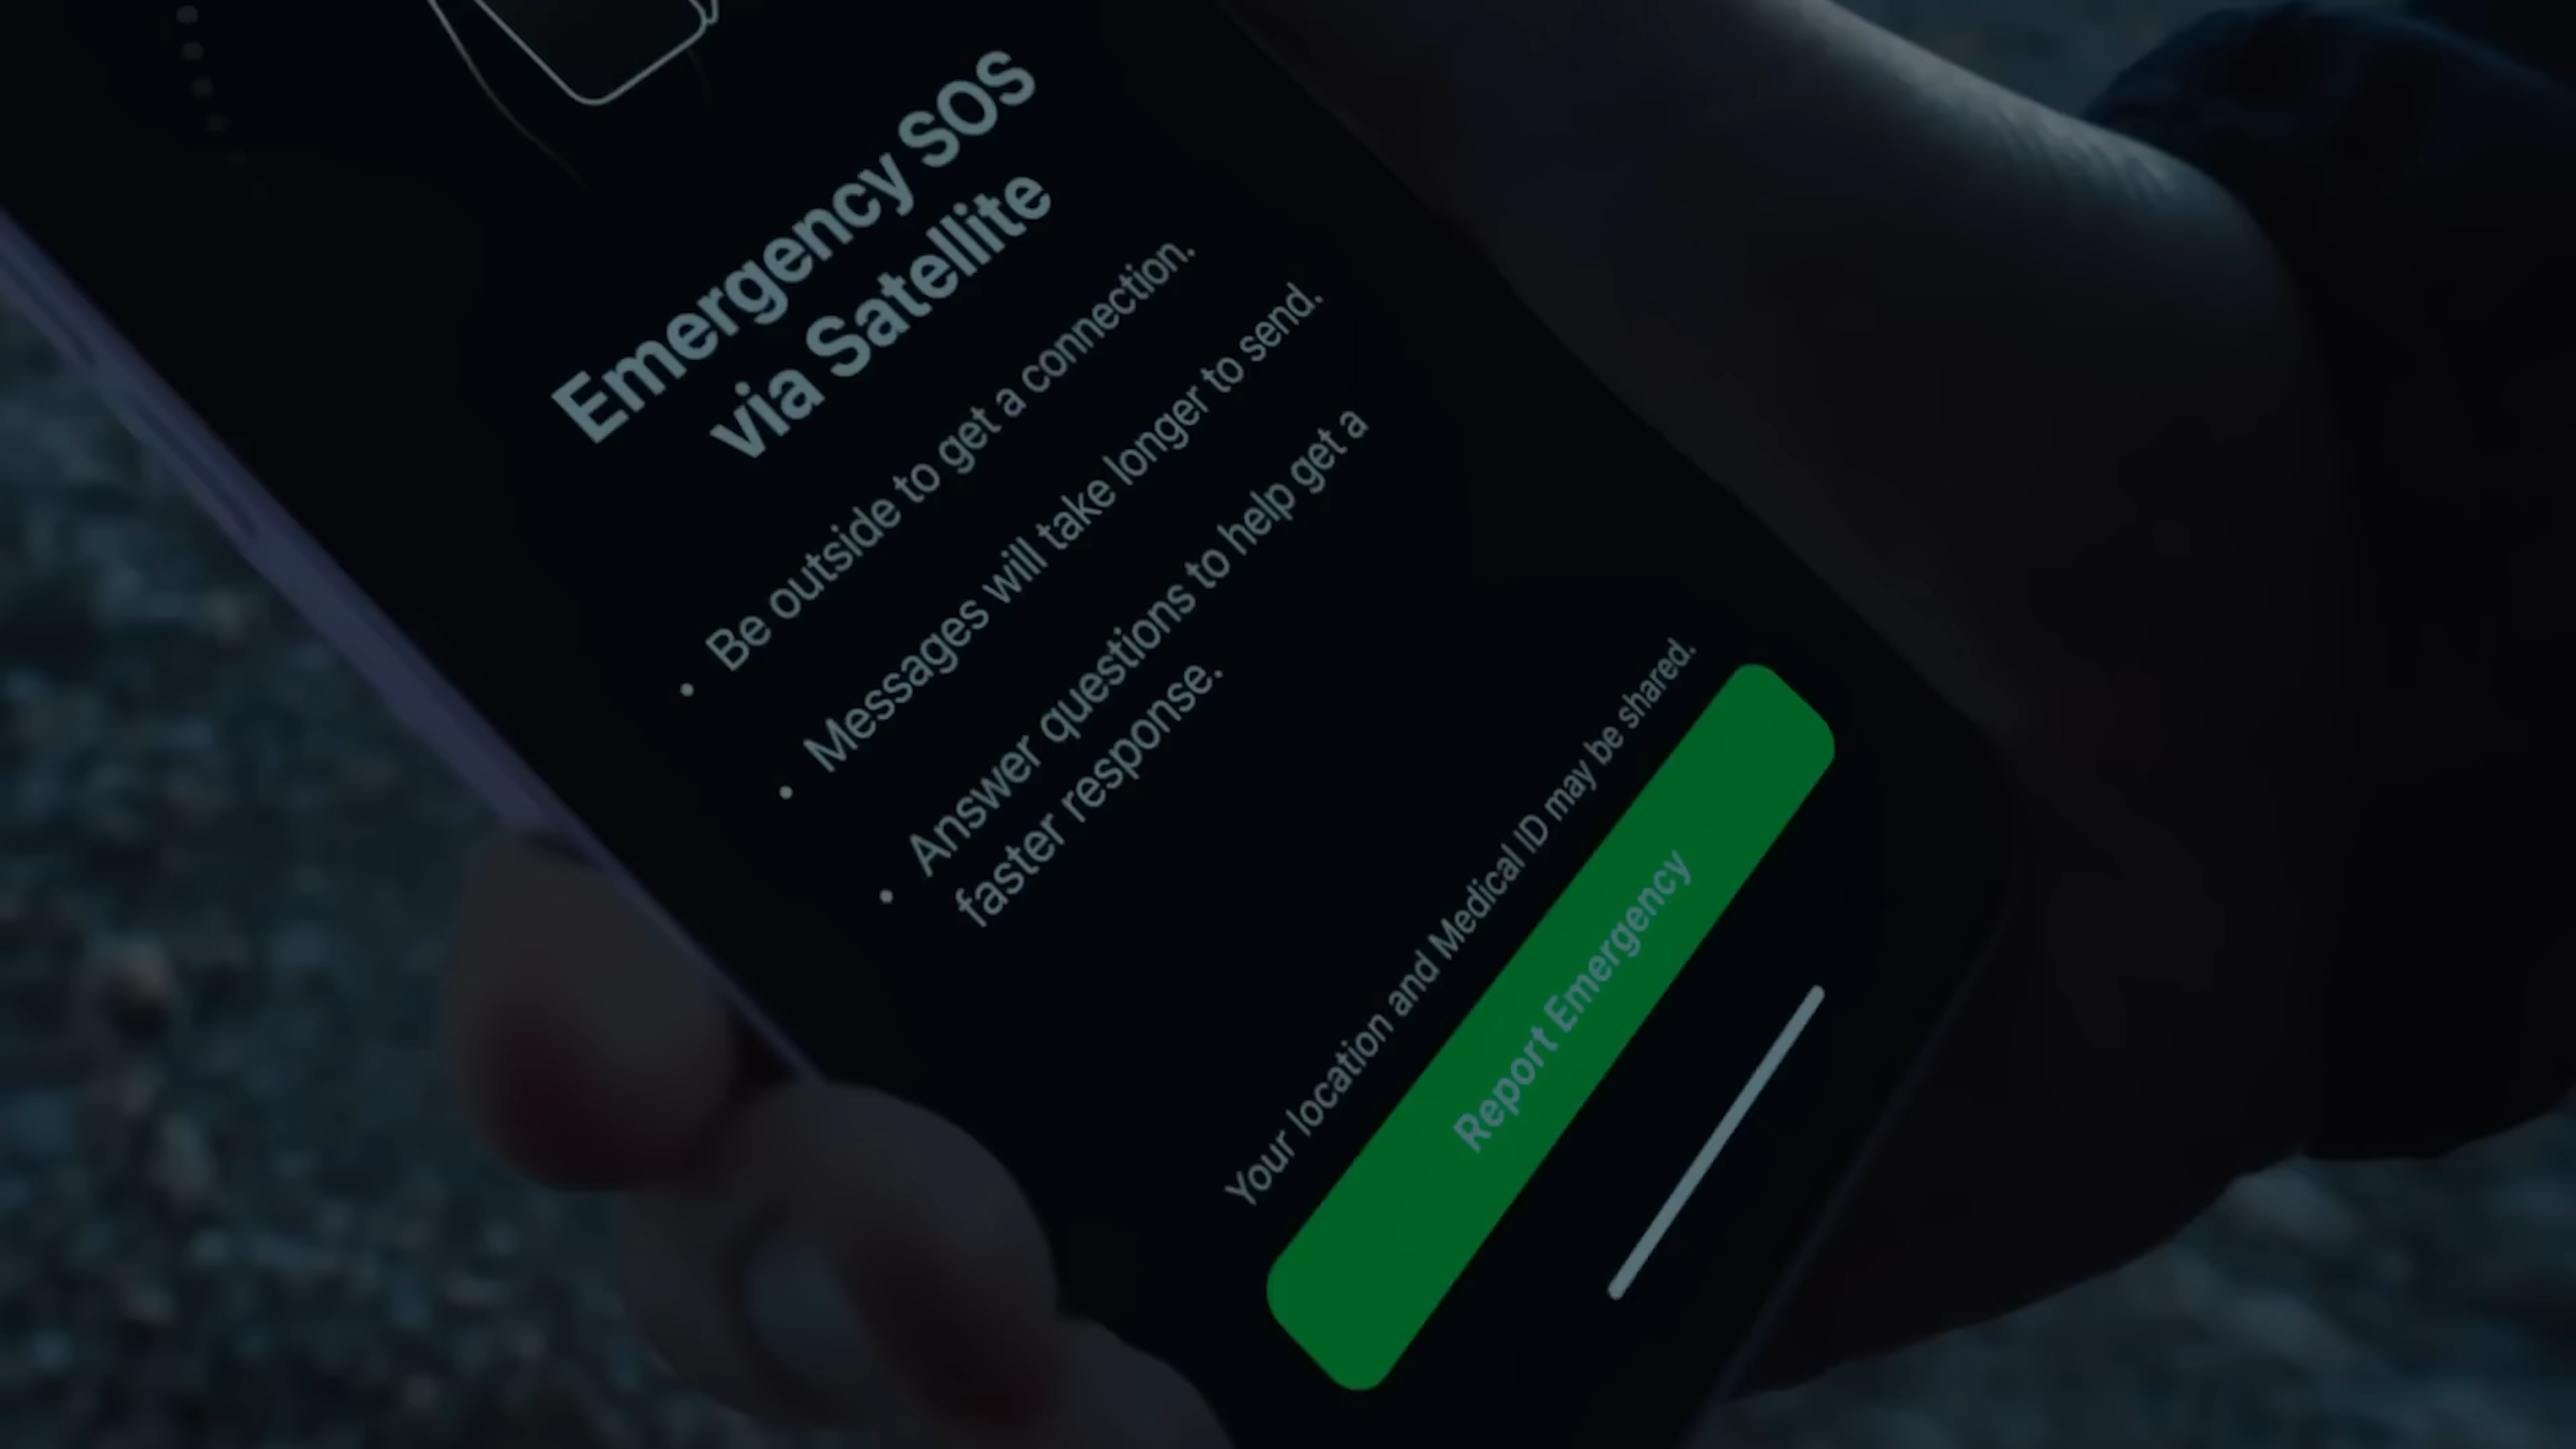 Emergency SOS
via Satellite
• Be outside to get a connection.
• Messages will take longer to send.
• Answer questions to help get a
faster response.
Your location and Medical ID may be shared.
Report Emergency